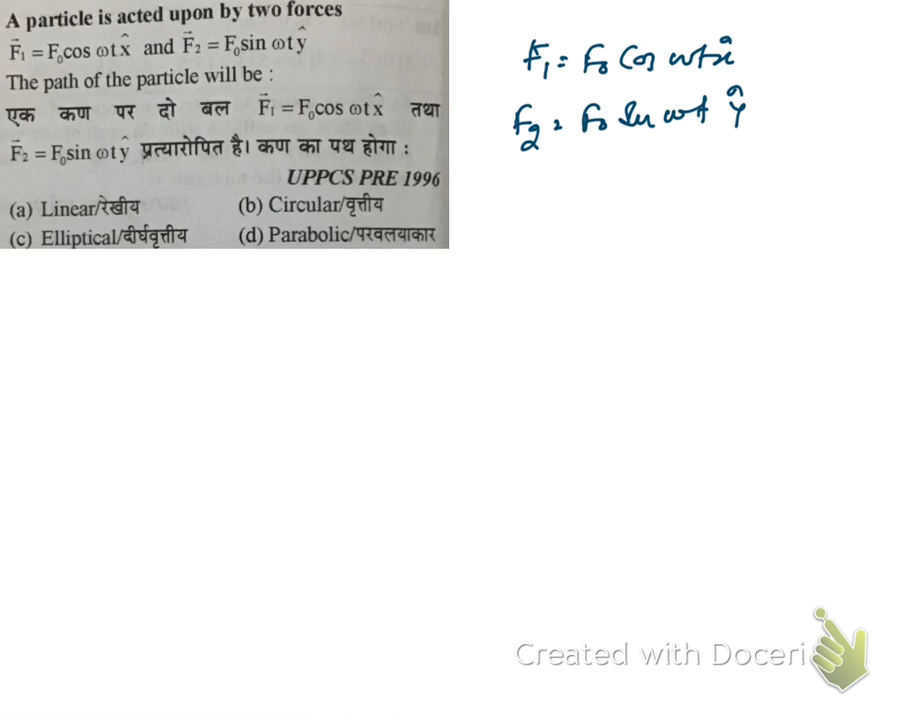 A particle is acted upon by two forces
F⃗₁ = F₀cos ωt x̂ and F⃗₂ = F₀sin ωt ŷ
The path of the particle will be :
एक कण पर दो बल F⃗₁ = F₀cos ωt x̂ तथा
F⃗₂ = F₀sin ωt ŷ प्रत्यारोपित है। कण का पथ होगा :
UPPCS PRE 1996
(a) Linear/रेखीय (b) Circular/वृत्तीय
(c) Elliptical/दीर्घवृत्तीय (d) Parabolic/परवलयाकार
F₁ = F₀ Cos ωt x̂
F₂ = F₀ Sin ωt ŷ
Created with Doceri